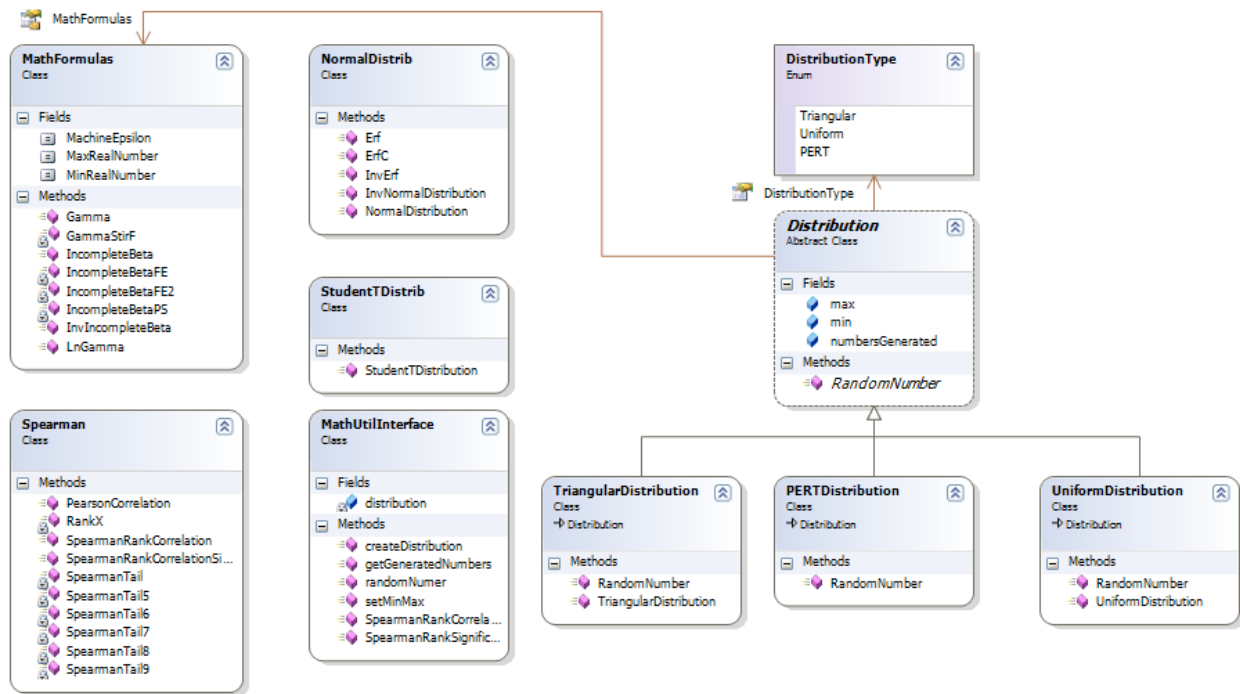 MathFormulas
MathFormulas
Class
Fields
MachineEpsilon
MaxRealNumber
MinRealNumber
Methods
Gamma
GammaStirF
IncompleteBeta
IncompleteBetaFE
IncompleteBetaFE2
IncompleteBetaPS
InvIncompleteBeta
LnGamma
NormalDistrib
Class
Methods
Erf
ErfC
InvErf
InvNormalDistribution
NormalDistribution
DistributionType
Enum
Triangular
Uniform
PERT
DistributionType
Distribution
Abstract Class
Fields
max
min
numbersGenerated
Methods
RandomNumber
StudentTDistrib
Class
Methods
StudentTDistribution
Spearman
Class
Methods
PearsonCorrelation
RankX
SpearmanRankCorrelation
SpearmanRankCorrelationSi...
SpearmanTail
SpearmanTail5
SpearmanTail6
SpearmanTail7
SpearmanTail8
SpearmanTail9
MathUtilInterface
Class
Fields
distribution
Methods
createDistribution
getGeneratedNumbers
randomNumer
setMinMax
SpearmanRankCorrela...
SpearmanRankSignific...
TriangularDistribution
Class
Distribution
Methods
RandomNumber
TriangularDistribution
PERTDistribution
Class
Distribution
Methods
RandomNumber
UniformDistribution
Class
Distribution
Methods
RandomNumber
UniformDistribution